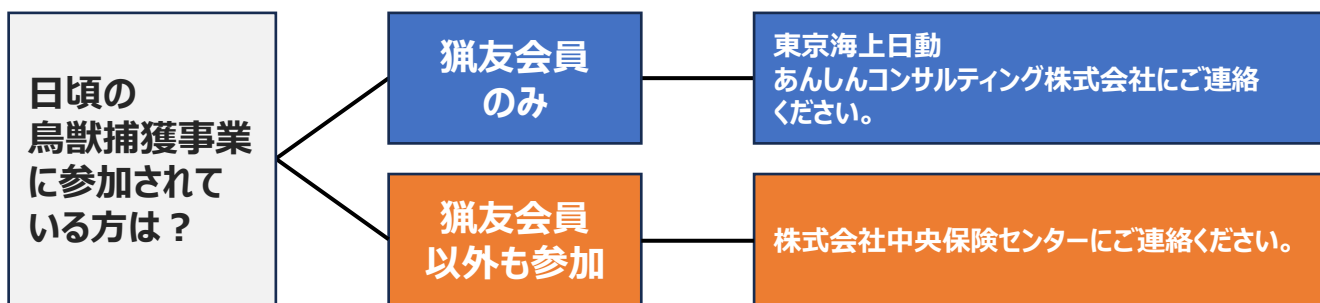 日頃の
鳥獣捕獲事業
に参加されて
いる方は？
猟友会員
のみ
東京海上日動
あんしんコンサルティング株式会社にご連絡
ください。
猟友会員
以外も参加
株式会社中央保険センターにご連絡ください。